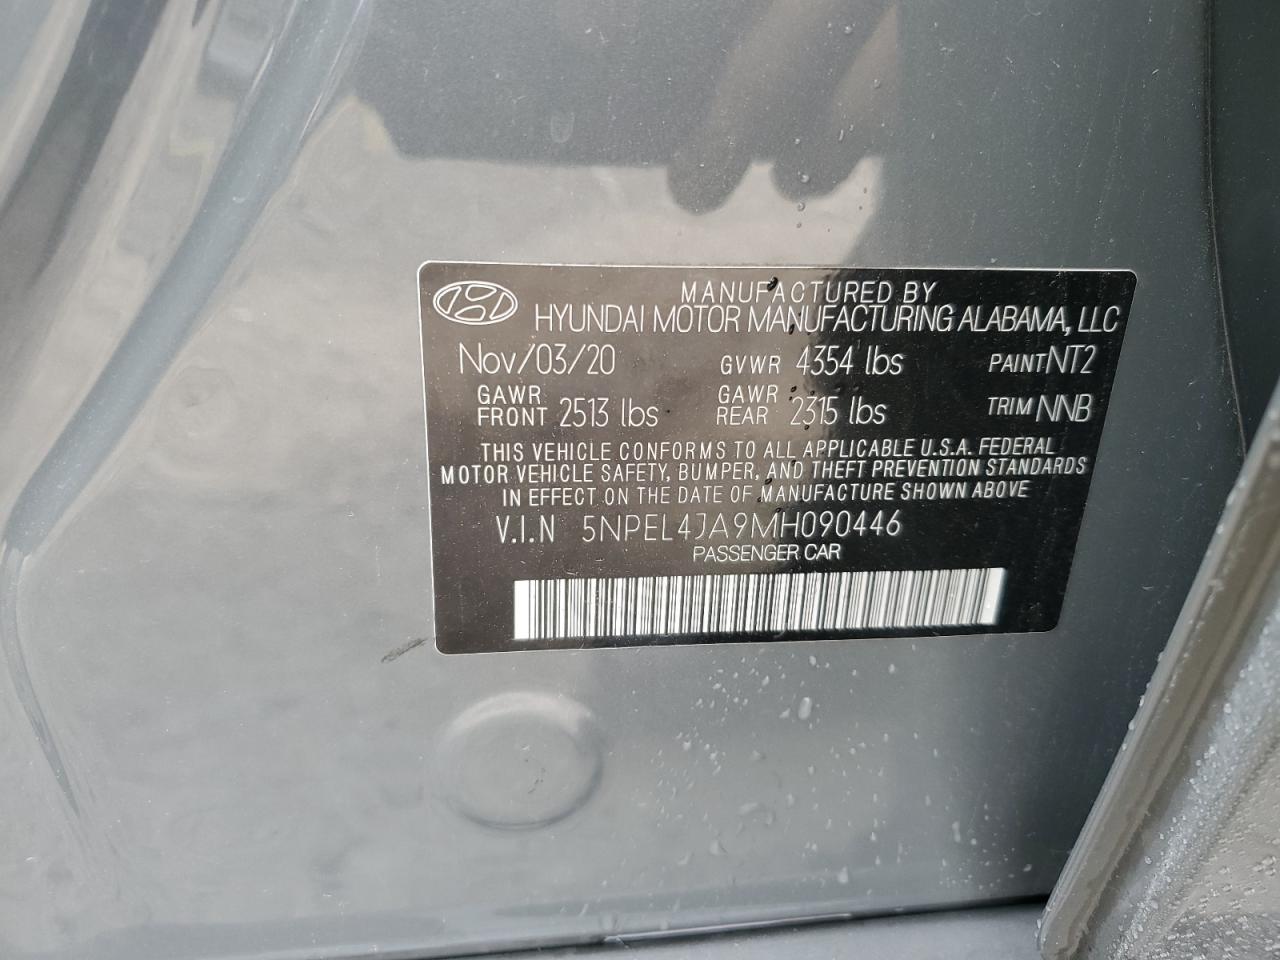 MANUFACTURED BY
HYUNDAI MOTOR MANUFACTURING ALABAMA, LLC
Nov/03/20 GVWR 4354 lbs PAINT NT2
GAWR FRONT 2513 lbs GAWR REAR 2315 lbs TRIM NNB
THIS VEHICLE CONFORMS TO ALL APPLICABLE U.S.A. FEDERAL
MOTOR VEHICLE SAFETY, BUMPER, AND THEFT PREVENTION STANDARDS
IN EFFECT ON THE DATE OF MANUFACTURE SHOWN ABOVE
V.I.N 5NPEL4JA9MH090446
PASSENGER CAR